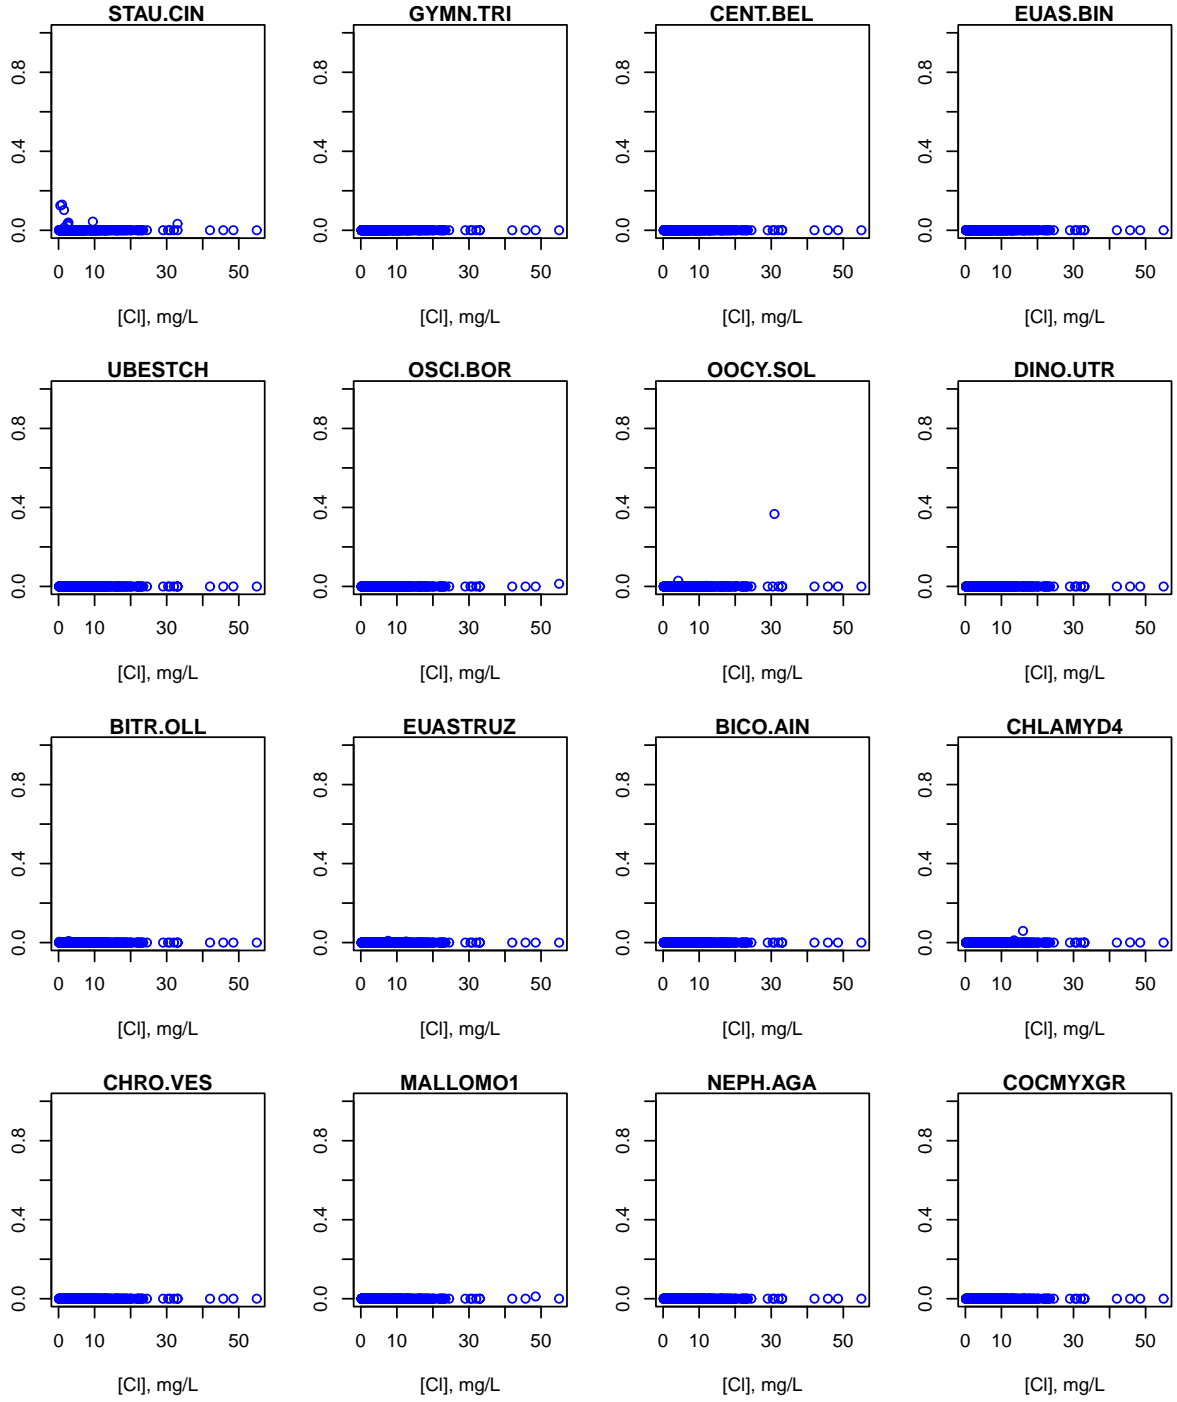 STAU.CIN GYMN.TRI CENT.BEL EUAS.BIN
0.8 0.8 0.8 0.8
0.4 0.4 0.4 0.4
0.0 0.0 0.0 0.0
0 10 30 50 0 10 30 50 0 10 30 50 0 10 30 50
[Cl], mg/L [Cl], mg/L [Cl], mg/L [Cl], mg/L
UBESTCH OSCI.BOR OOCY.SOL DINO.UTR
0.8 0.8 0.8 0.8
0.4 0.4 0.4 0.4
0.0 0.0 0.0 0.0
0 10 30 50 0 10 30 50 0 10 30 50 0 10 30 50
[Cl], mg/L [Cl], mg/L [Cl], mg/L [Cl], mg/L
BITR.OLL EUASTRUZ BICO.AIN CHLAMYD4
0.8 0.8 0.8 0.8
0.4 0.4 0.4 0.4
0.0 0.0 0.0 0.0
0 10 30 50 0 10 30 50 0 10 30 50 0 10 30 50
[Cl], mg/L [Cl], mg/L [Cl], mg/L [Cl], mg/L
CHRO.VES MALLOMO1 NEPH.AGA COCMYXGR
0.8 0.8 0.8 0.8
0.4 0.4 0.4 0.4
0.0 0.0 0.0 0.0
0 10 30 50 0 10 30 50 0 10 30 50 0 10 30 50
[Cl], mg/L [Cl], mg/L [Cl], mg/L [Cl], mg/L